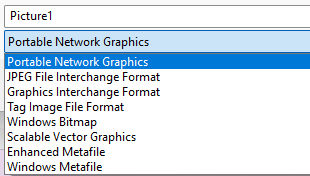 Picture1
Portable Network Graphics
Portable Network Graphics
JPEG File Interchange Format
Graphics Interchange Format
Tag Image File Format
Windows Bitmap
Scalable Vector Graphics
Enhanced Metafile
Windows Metafile